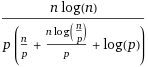 n log(n)
p (n/p + n log(n/p)/p + log(p))